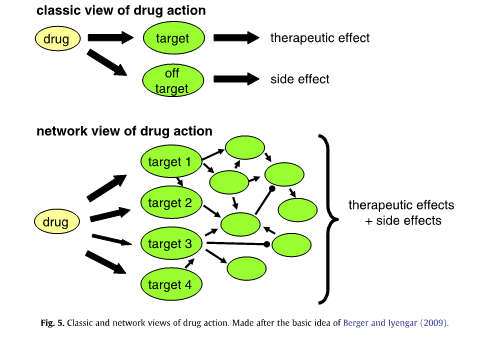 classic view of drug action
drug
target
therapeutic effect
off
target
side effect
network view of drug action
drug
target 1
target 2
target 3
target 4
therapeutic effects
+ side effects
Fig. 5. Classic and network views of drug action. Made after the basic idea of Berger and Iyengar (2009).